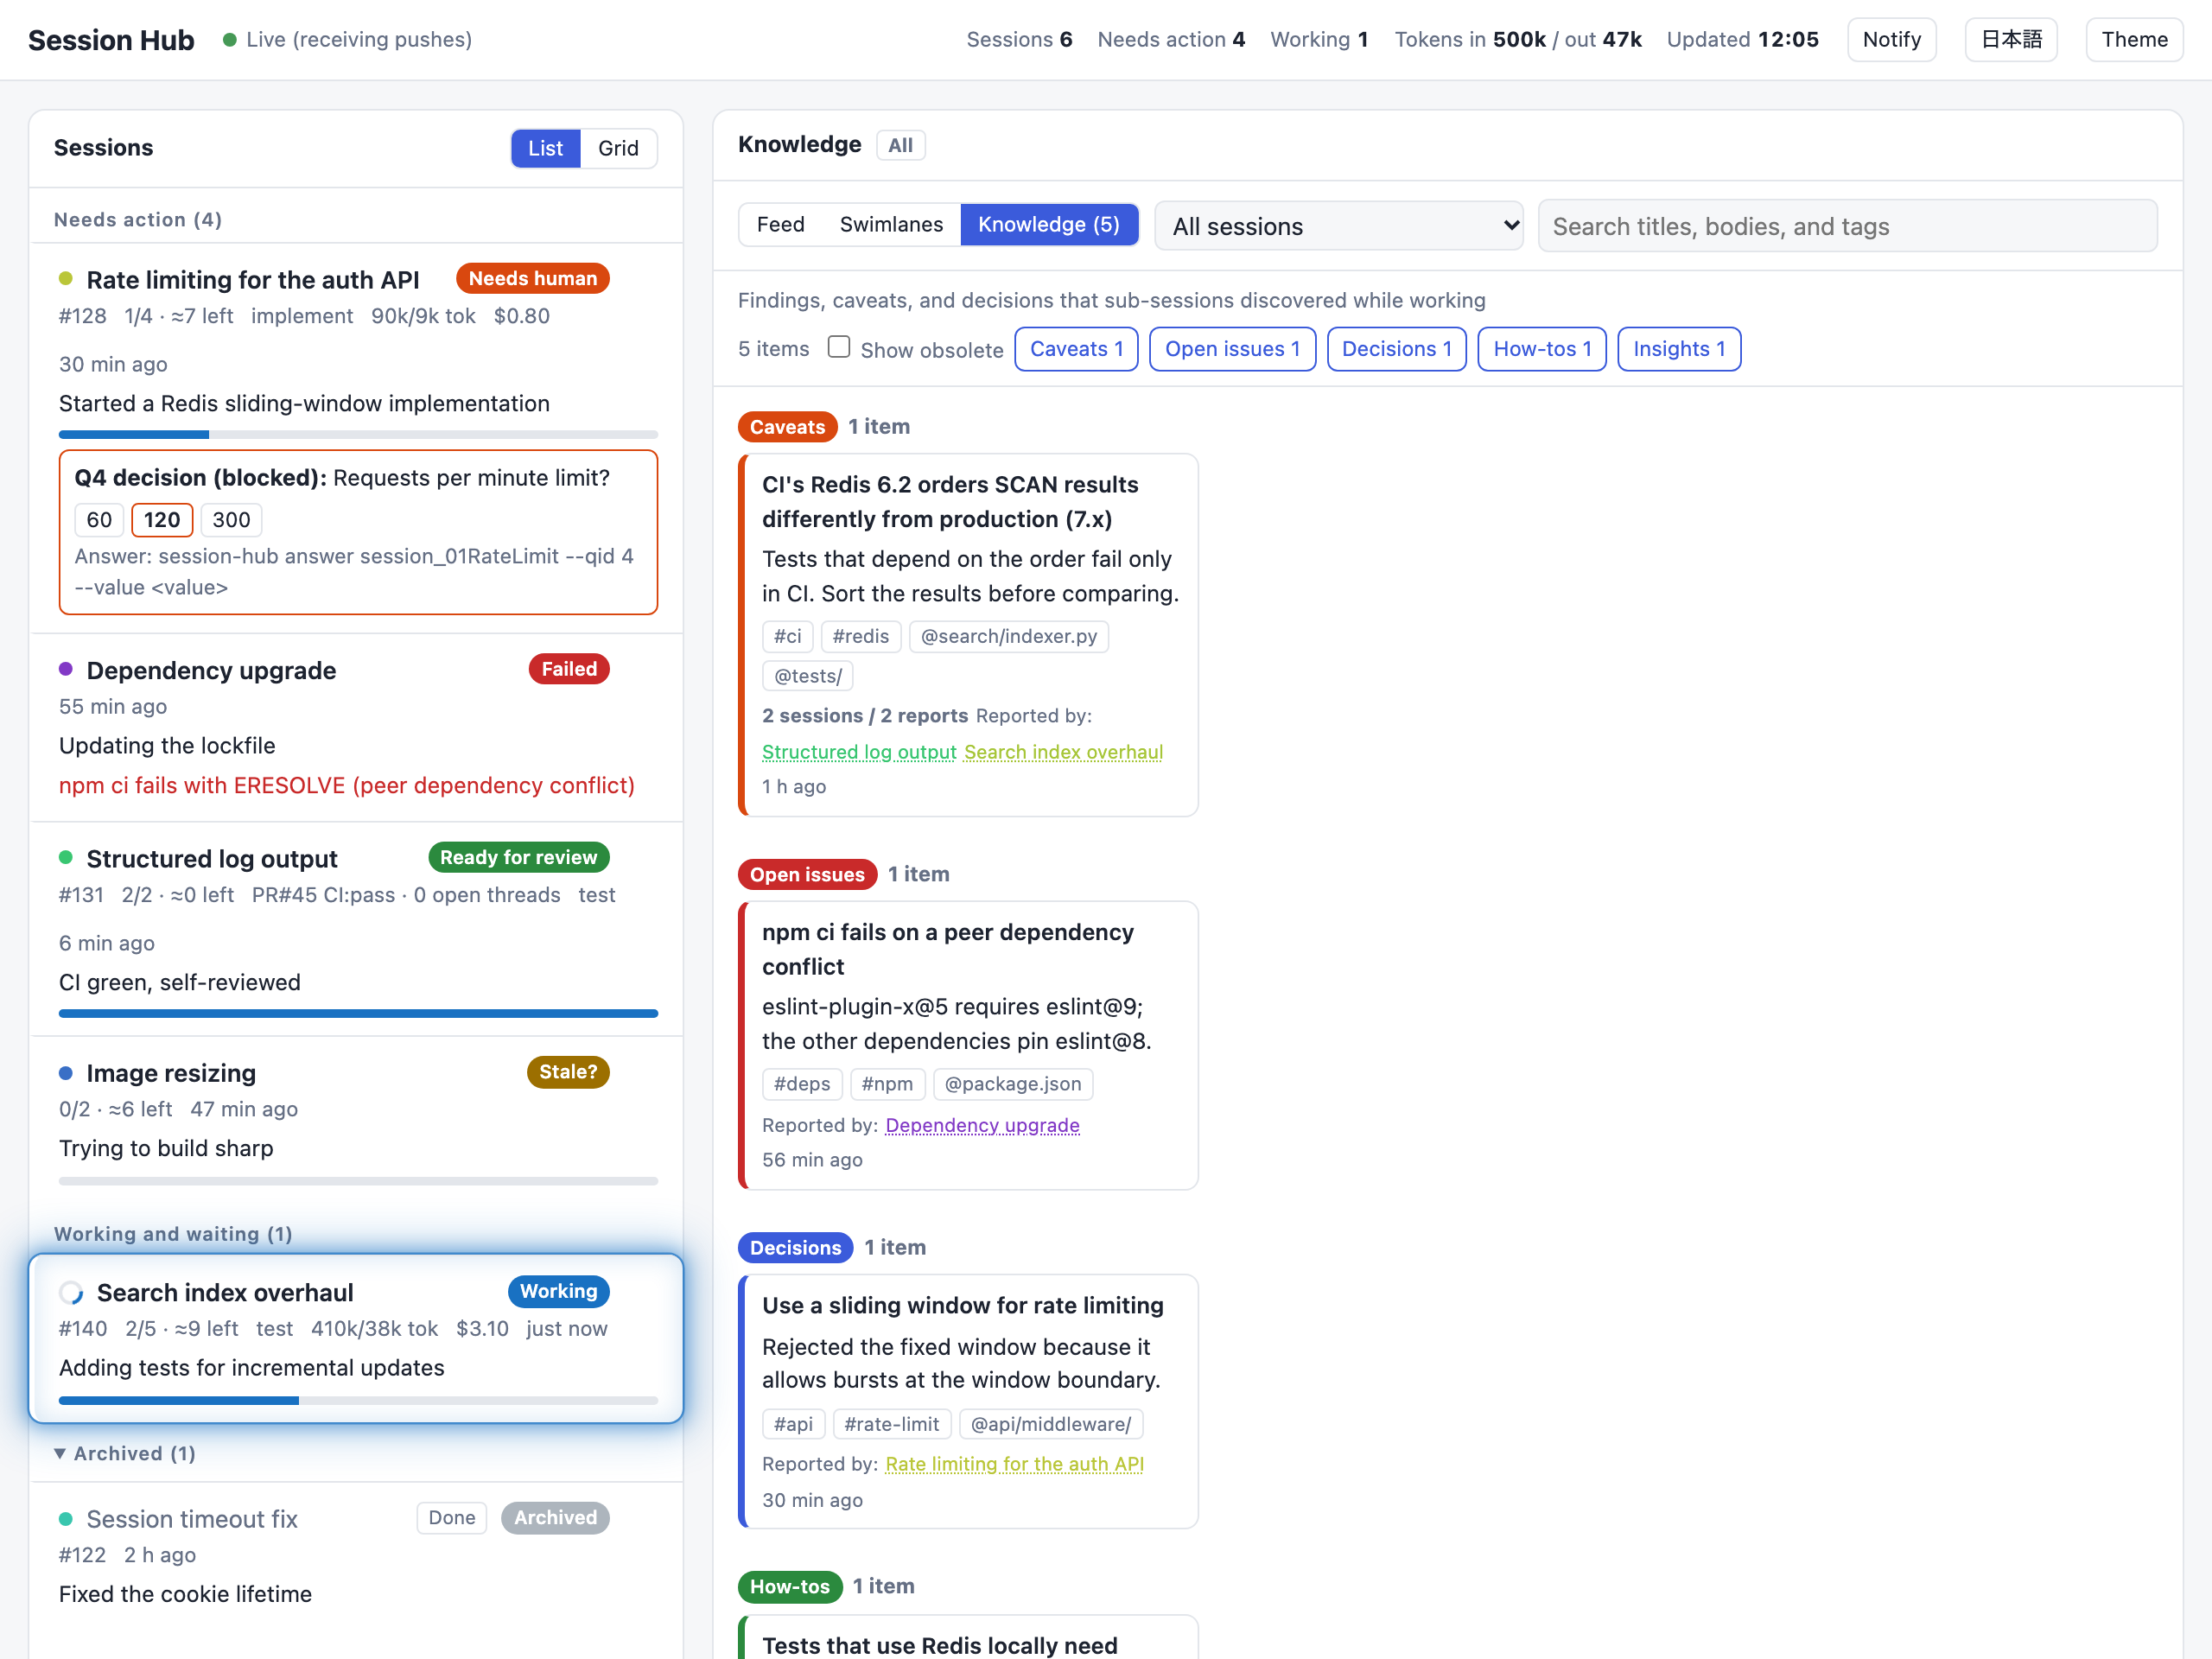 Session Hub
Live (receiving pushes)
Sessions 6 Needs action 4 Working 1 Tokens in 500k / out 47k Updated 12:05
Notify
日本語
Theme
Sessions
List
Grid
Needs action (4)
Rate limiting for the auth API
Needs human
#128 1/4 · ≈7 left implement 90k/9k tok $0.80
30 min ago
Started a Redis sliding-window implementation
Q4 decision (blocked): Requests per minute limit?
60
120
300
Answer: session-hub answer session_01RateLimit --qid 4
--value <value>
Dependency upgrade
Failed
55 min ago
Updating the lockfile
npm ci fails with ERESOLVE (peer dependency conflict)
Structured log output
Ready for review
#131 2/2 · ≈0 left PR#45 CI:pass · 0 open threads test
6 min ago
CI green, self-reviewed
Image resizing
Stale?
0/2 · ≈6 left 47 min ago
Trying to build sharp
Working and waiting (1)
Search index overhaul
Working
#140 2/5 · ≈9 left test 410k/38k tok $3.10 just now
Adding tests for incremental updates
▼ Archived (1)
Session timeout fix
Done
Archived
#122 2 h ago
Fixed the cookie lifetime
Knowledge
All
Feed
Swimlanes
Knowledge (5)
All sessions
Search titles, bodies, and tags
Findings, caveats, and decisions that sub-sessions discovered while working
5 items
Show obsolete
Caveats 1
Open issues 1
Decisions 1
How-tos 1
Insights 1
Caveats 1 item
CI's Redis 6.2 orders SCAN results
differently from production (7.x)
Tests that depend on the order fail only
in CI. Sort the results before comparing.
#ci #redis @search/indexer.py
@tests/
2 sessions / 2 reports Reported by:
Structured log output Search index overhaul
1 h ago
Open issues 1 item
npm ci fails on a peer dependency
conflict
eslint-plugin-x@5 requires eslint@9;
the other dependencies pin eslint@8.
#deps #npm @package.json
Reported by: Dependency upgrade
56 min ago
Decisions 1 item
Use a sliding window for rate limiting
Rejected the fixed window because it
allows bursts at the window boundary.
#api #rate-limit @api/middleware/
Reported by: Rate limiting for the auth API
30 min ago
How-tos 1 item
Tests that use Redis locally need